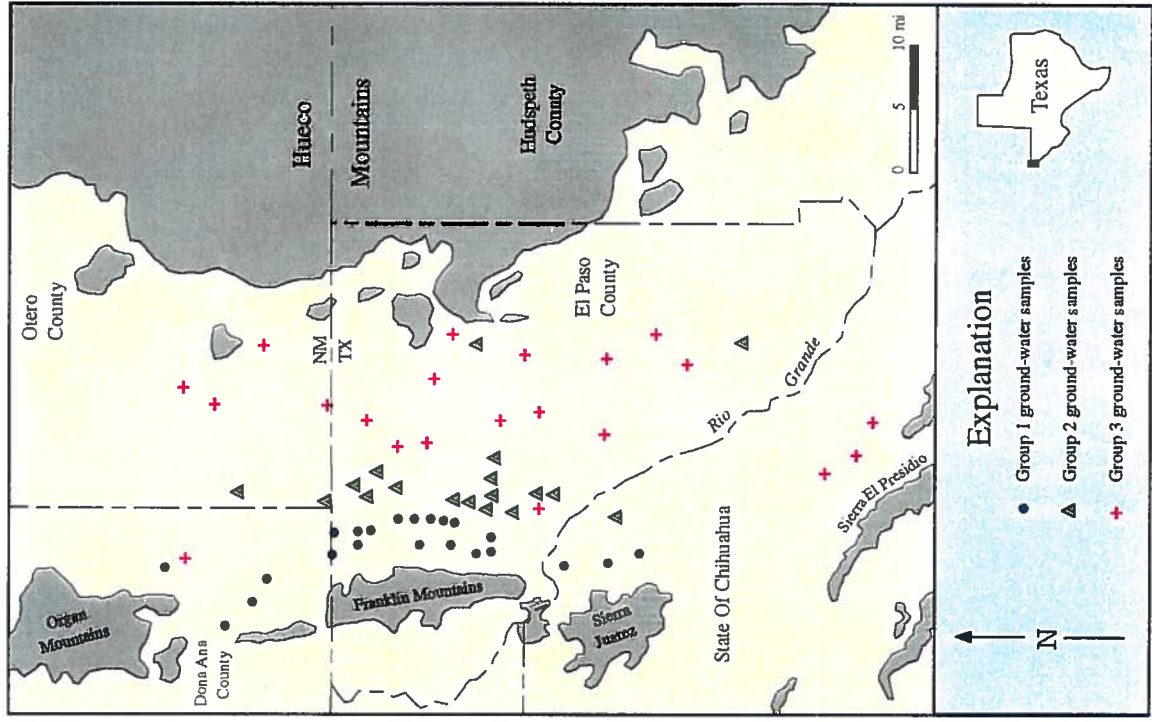 Otero
County
Organ
Mountains
Dona Ana
County
Hueco
NM
TX
Mountains
Franklin Mountains
Hudspeth
County
El Paso
County
Sierra
Juaroz
Rio
Grande
State Of Chihuahua
Sierra El Presidio
0
5
10 mi
Explanation
Group 1 ground-water samples
Group 2 ground-water samples
Group 3 ground-water samples
N
Texas